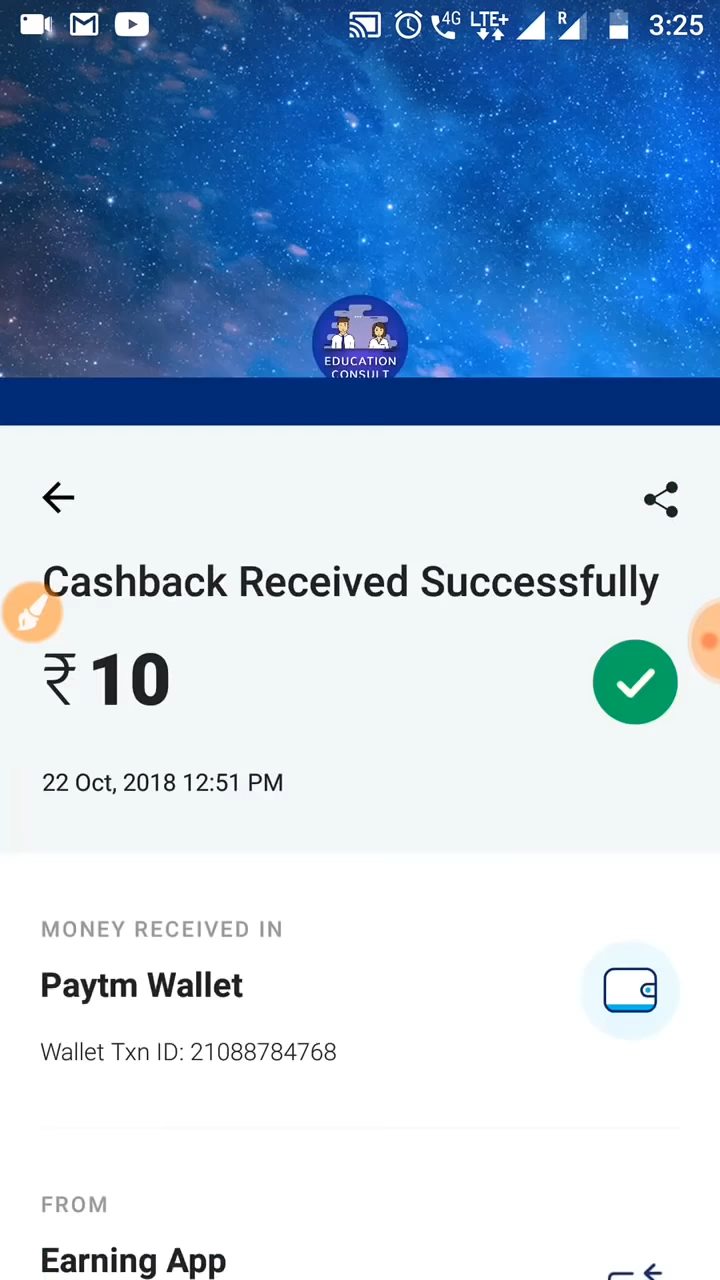 4G LTE+ R 3:25
EDUCATION
CONSULT
Cashback Received Successfully
₹10
22 Oct, 2018 12:51 PM
MONEY RECEIVED IN
Paytm Wallet
Wallet Txn ID: 21088784768
FROM
Earning App